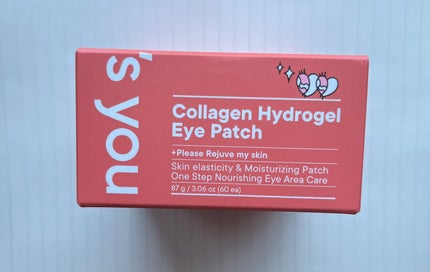 's you
Collagen Hydrogel
Eye Patch
+Please Rejuve my skin
Skin elasticity & Moisturizing Patch
One Step Nourishing Eye Area Care
87 g / 3.06 oz (60 ea)